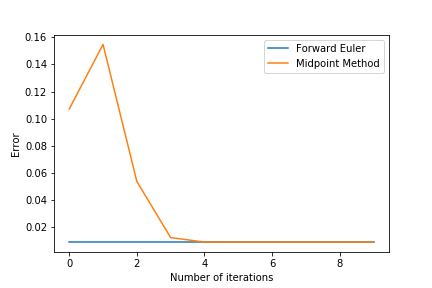 0.16
0.14
0.12
0.10
0.08
0.06
0.04
0.02
Error
Forward Euler
Midpoint Method
0 2 4 6 8
Number of iterations